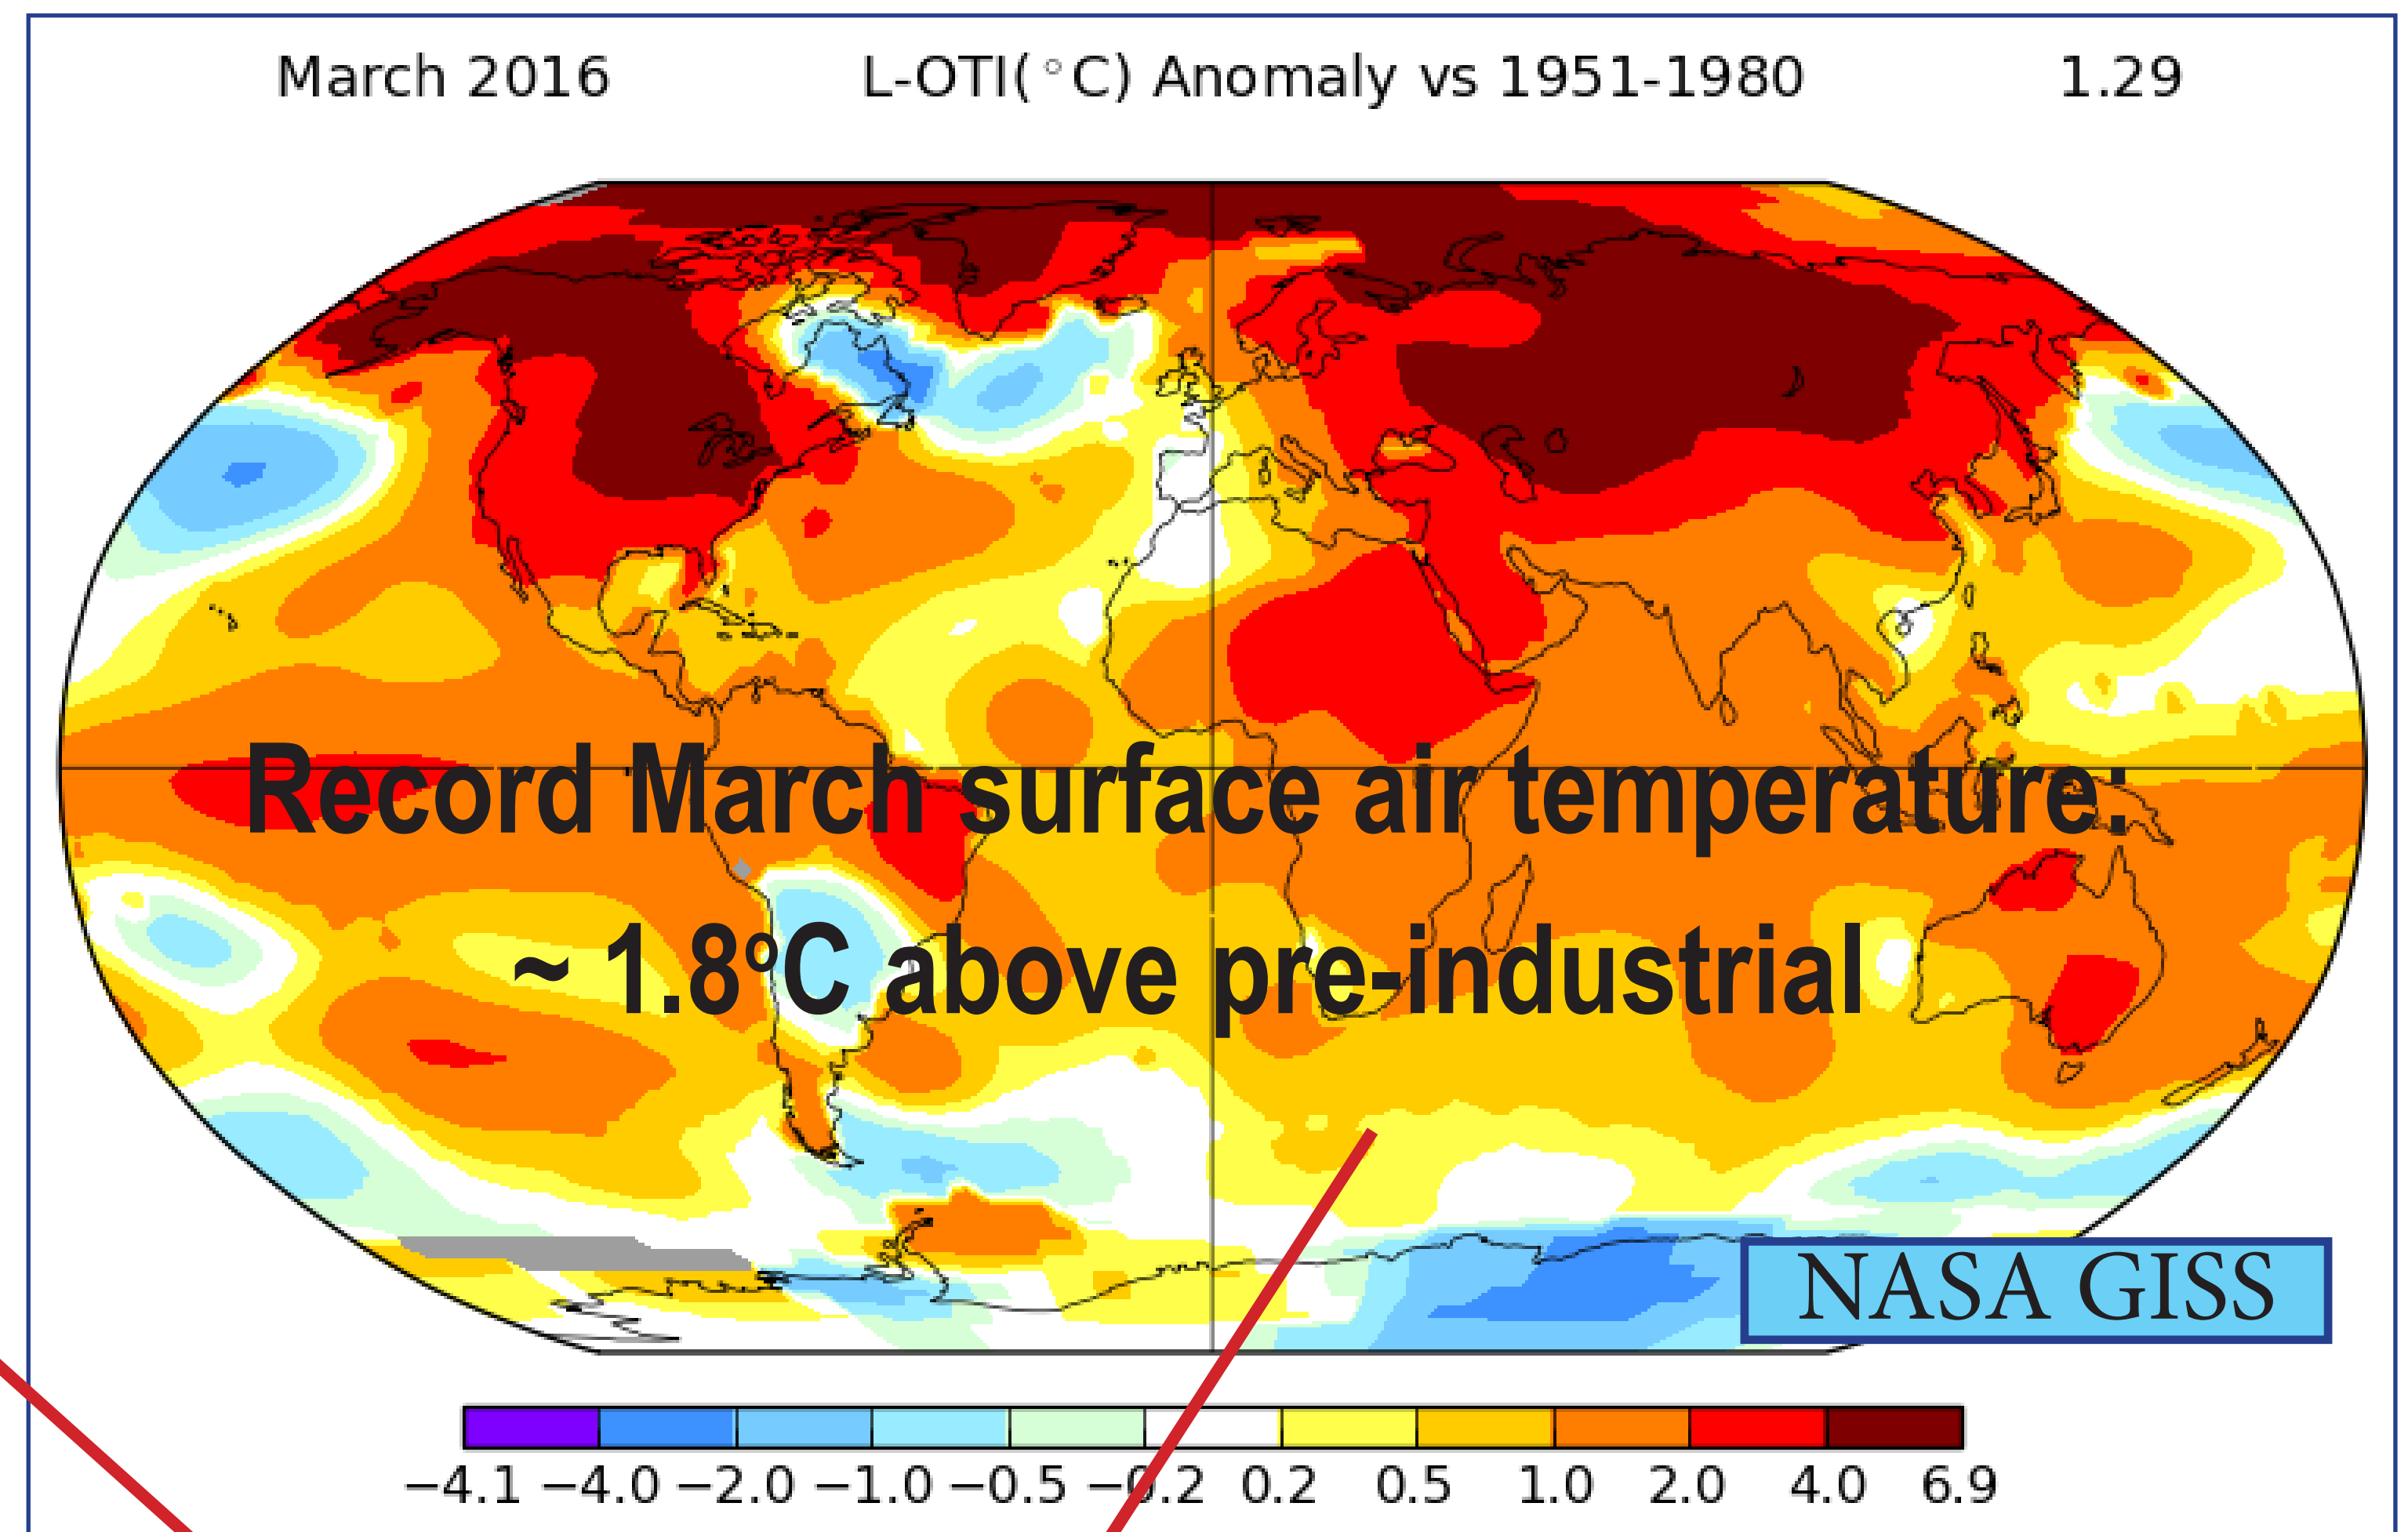 March 2016 L-OTI(°C) Anomaly vs 1951-1980 1.29
Record March surface air temperature:
~ 1.8°C above pre-industrial
NASA GISS
−4.1 −4.0 −2.0 −1.0 −0.5 −0.2 0.2 0.5 1.0 2.0 4.0 6.9